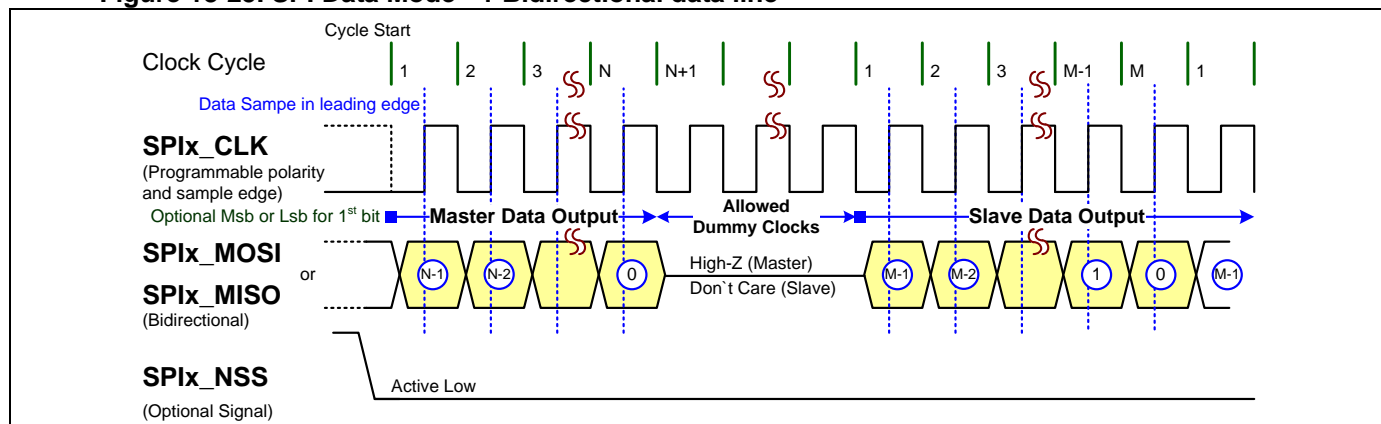 SPI Data Mode - 1 Bidirectional data line
Cycle Start
Clock Cycle
1 2 3 N N+1 1 2 3 M-1 M 1
Data Sampe in leading edge
SPIx_CLK
(Programmable polarity
and sample edge)
Optional Msb or Lsb for 1st bit
Master Data Output
Allowed
Dummy Clocks
Slave Data Output
SPIx_MOSI
or
SPIx_MISO
(Bidirectional)
N-1 N-2 0
High-Z (Master)
Don`t Care (Slave)
M-1 M-2 1 0 M-1
SPIx_NSS
(Optional Signal)
Active Low